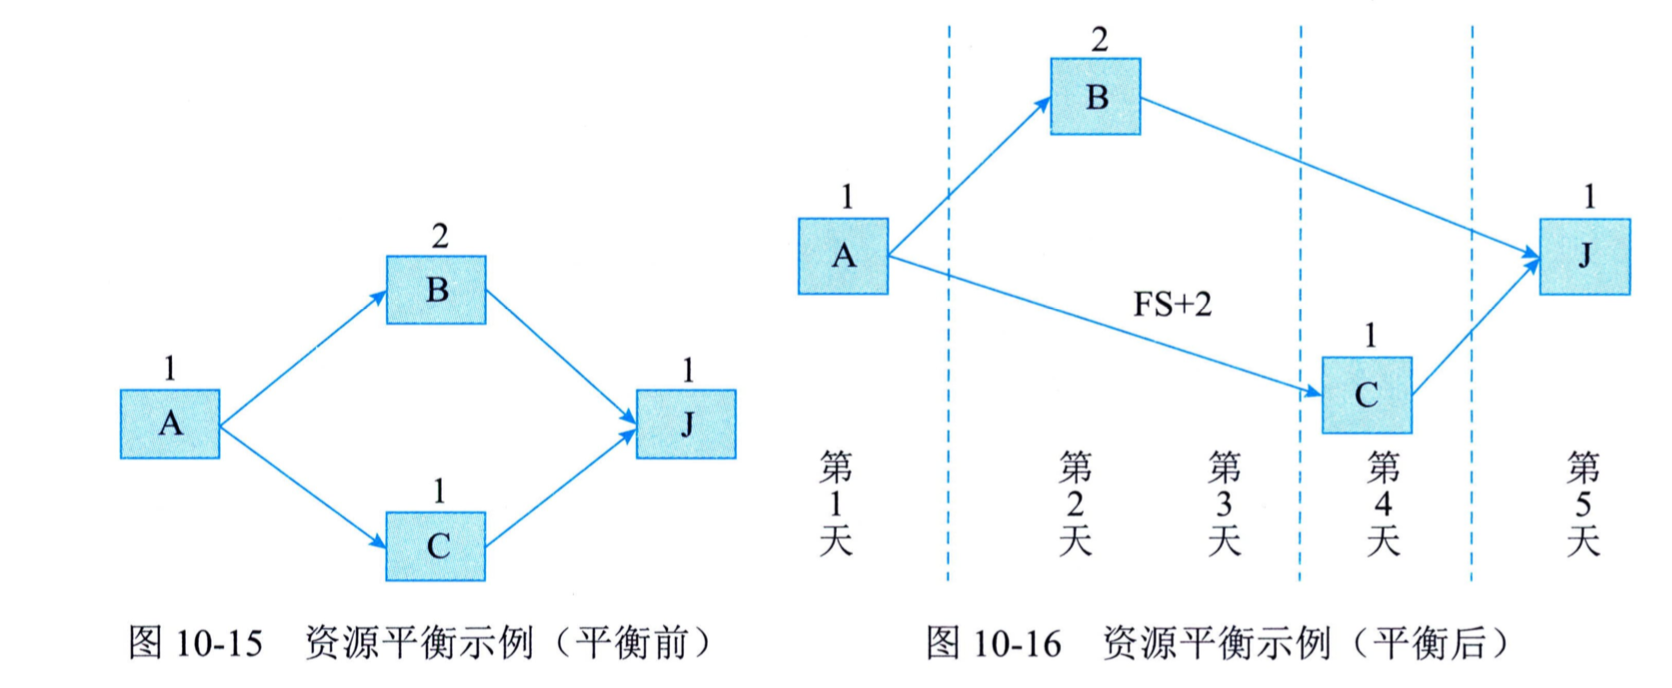 1
A
2
B
1
C
1
J
图 10-15 资源平衡示例（平衡前）
1
A
2
B
FS+2
1
C
1
J
第1天
第2天
第3天
第4天
第5天
图 10-16 资源平衡示例（平衡后）